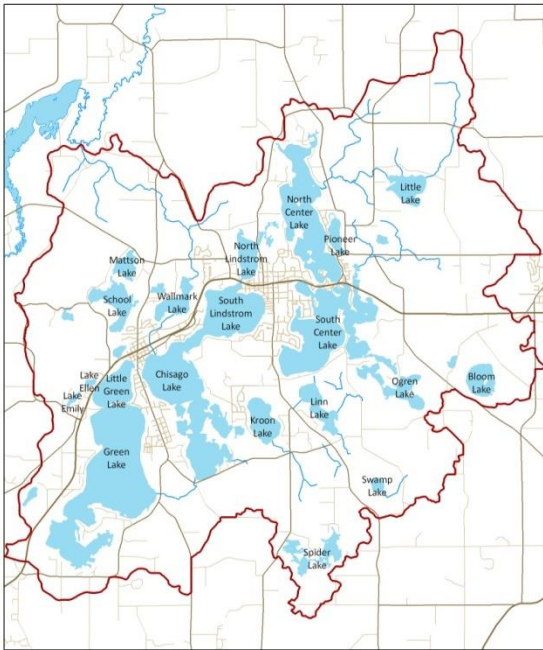 Little
Lake
North
Center
Lake
Pioneer
Lake
North
Lindstrom
Lake
Mattson
Lake
School
Lake
Wallmark
Lake
South
Lindstrom
Lake
South
Center
Lake
Lake
Ellen
Little
Green
Lake
Chisago
Lake
Ogren
Lake
Bloom
Lake
Lake
Emily
Linn
Lake
Kroon
Lake
Green
Lake
Swamp
Lake
Spider
Lake